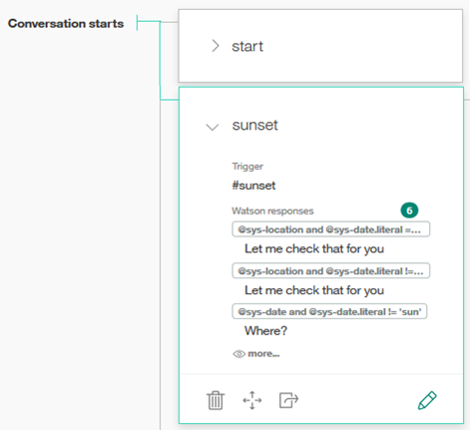 Conversation starts
start
sunset
Trigger
#sunset
Watson responses
6
@sys-location and @sys-date.literal =...
Let me check that for you
@sys-location and @sys-date.literal !=...
Let me check that for you
@sys-date and @sys-date.literal != 'sun'
Where?
more...